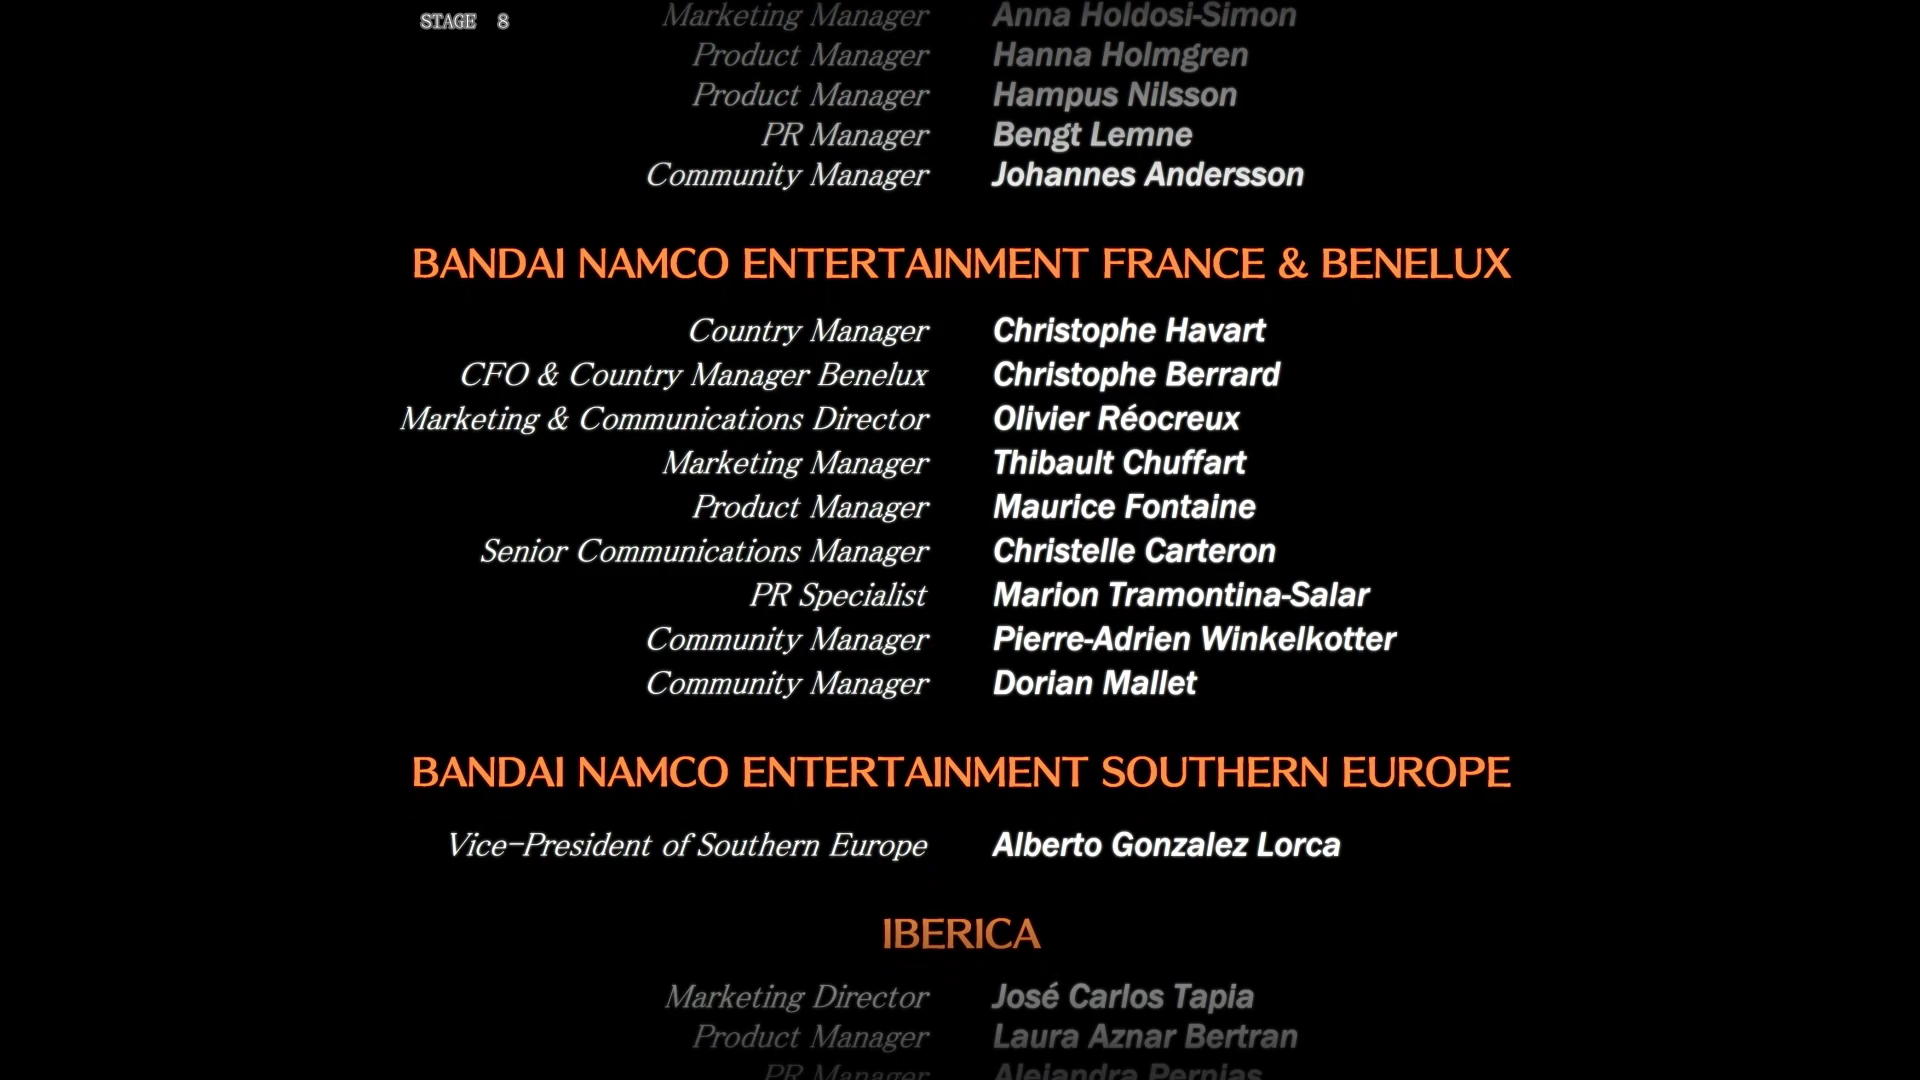 STAGE 8
Marketing Manager Anna Holdosi-Simon
Product Manager Hanna Holmgren
Product Manager Hampus Nilsson
PR Manager Bengt Lemne
Community Manager Johannes Andersson
BANDAI NAMCO ENTERTAINMENT FRANCE & BENELUX
Country Manager Christophe Havart
CFO & Country Manager Benelux Christophe Berrard
Marketing & Communications Director Olivier Réocreux
Marketing Manager Thibault Chuffart
Product Manager Maurice Fontaine
Senior Communications Manager Christelle Carteron
PR Specialist Marion Tramontina-Salar
Community Manager Pierre-Adrien Winkelkotter
Community Manager Dorian Mallet
BANDAI NAMCO ENTERTAINMENT SOUTHERN EUROPE
Vice-President of Southern Europe Alberto Gonzalez Lorca
IBERICA
Marketing Director José Carlos Tapia
Product Manager Laura Aznar Bertran
PR Manager Alejandra Pernias